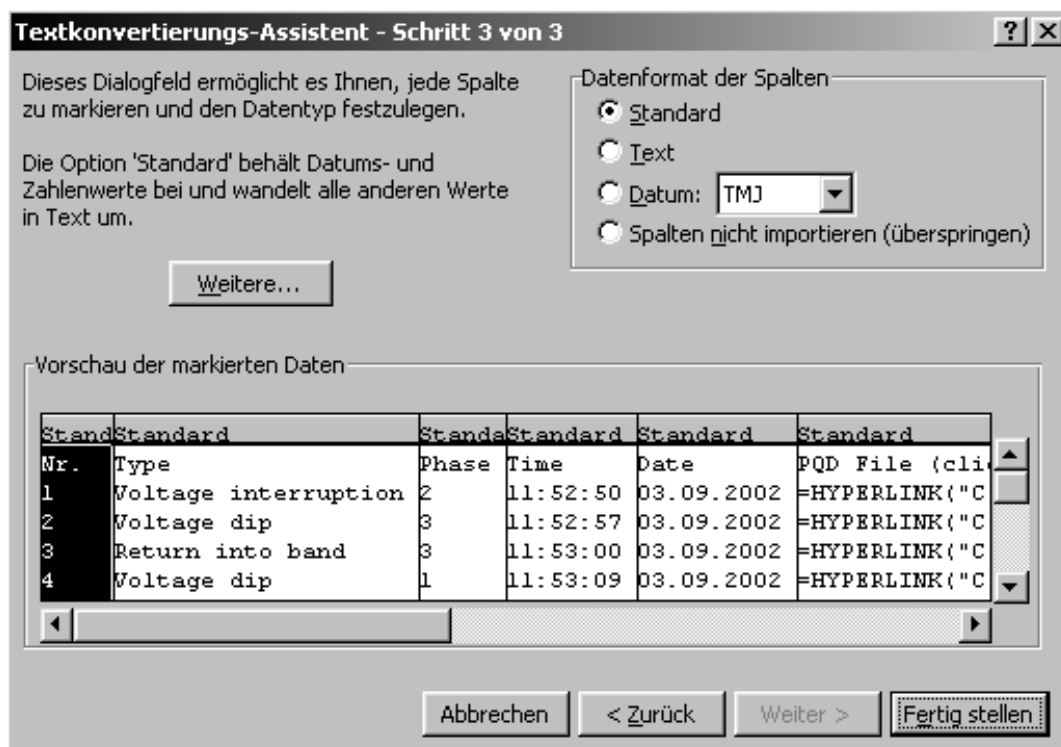 Textkonvertierungs-Assistent - Schritt 3 von 3
Dieses Dialogfeld ermöglicht es Ihnen, jede Spalte
zu markieren und den Datentyp festzulegen.
Die Option 'Standard' behält Datums- und
Zahlenwerte bei und wandelt alle anderen Werte
in Text um.
Weitere...
Datenformat der Spalten
Standard
Text
Datum: TMJ
Spalten nicht importieren (überspringen)
Vorschau der markierten Daten
Stand Standard Standa Standard Standard Standard
Nr. Type Phase Time Date PQD File (cli
1 Voltage interruption 2 11:52:50 03.09.2002 =HYPERLINK("C
2 Voltage dip 3 11:52:57 03.09.2002 =HYPERLINK("C
3 Return into band 3 11:53:00 03.09.2002 =HYPERLINK("C
4 Voltage dip 1 11:53:09 03.09.2002 =HYPERLINK("C
Abbrechen < Zurück Weiter > Fertig stellen